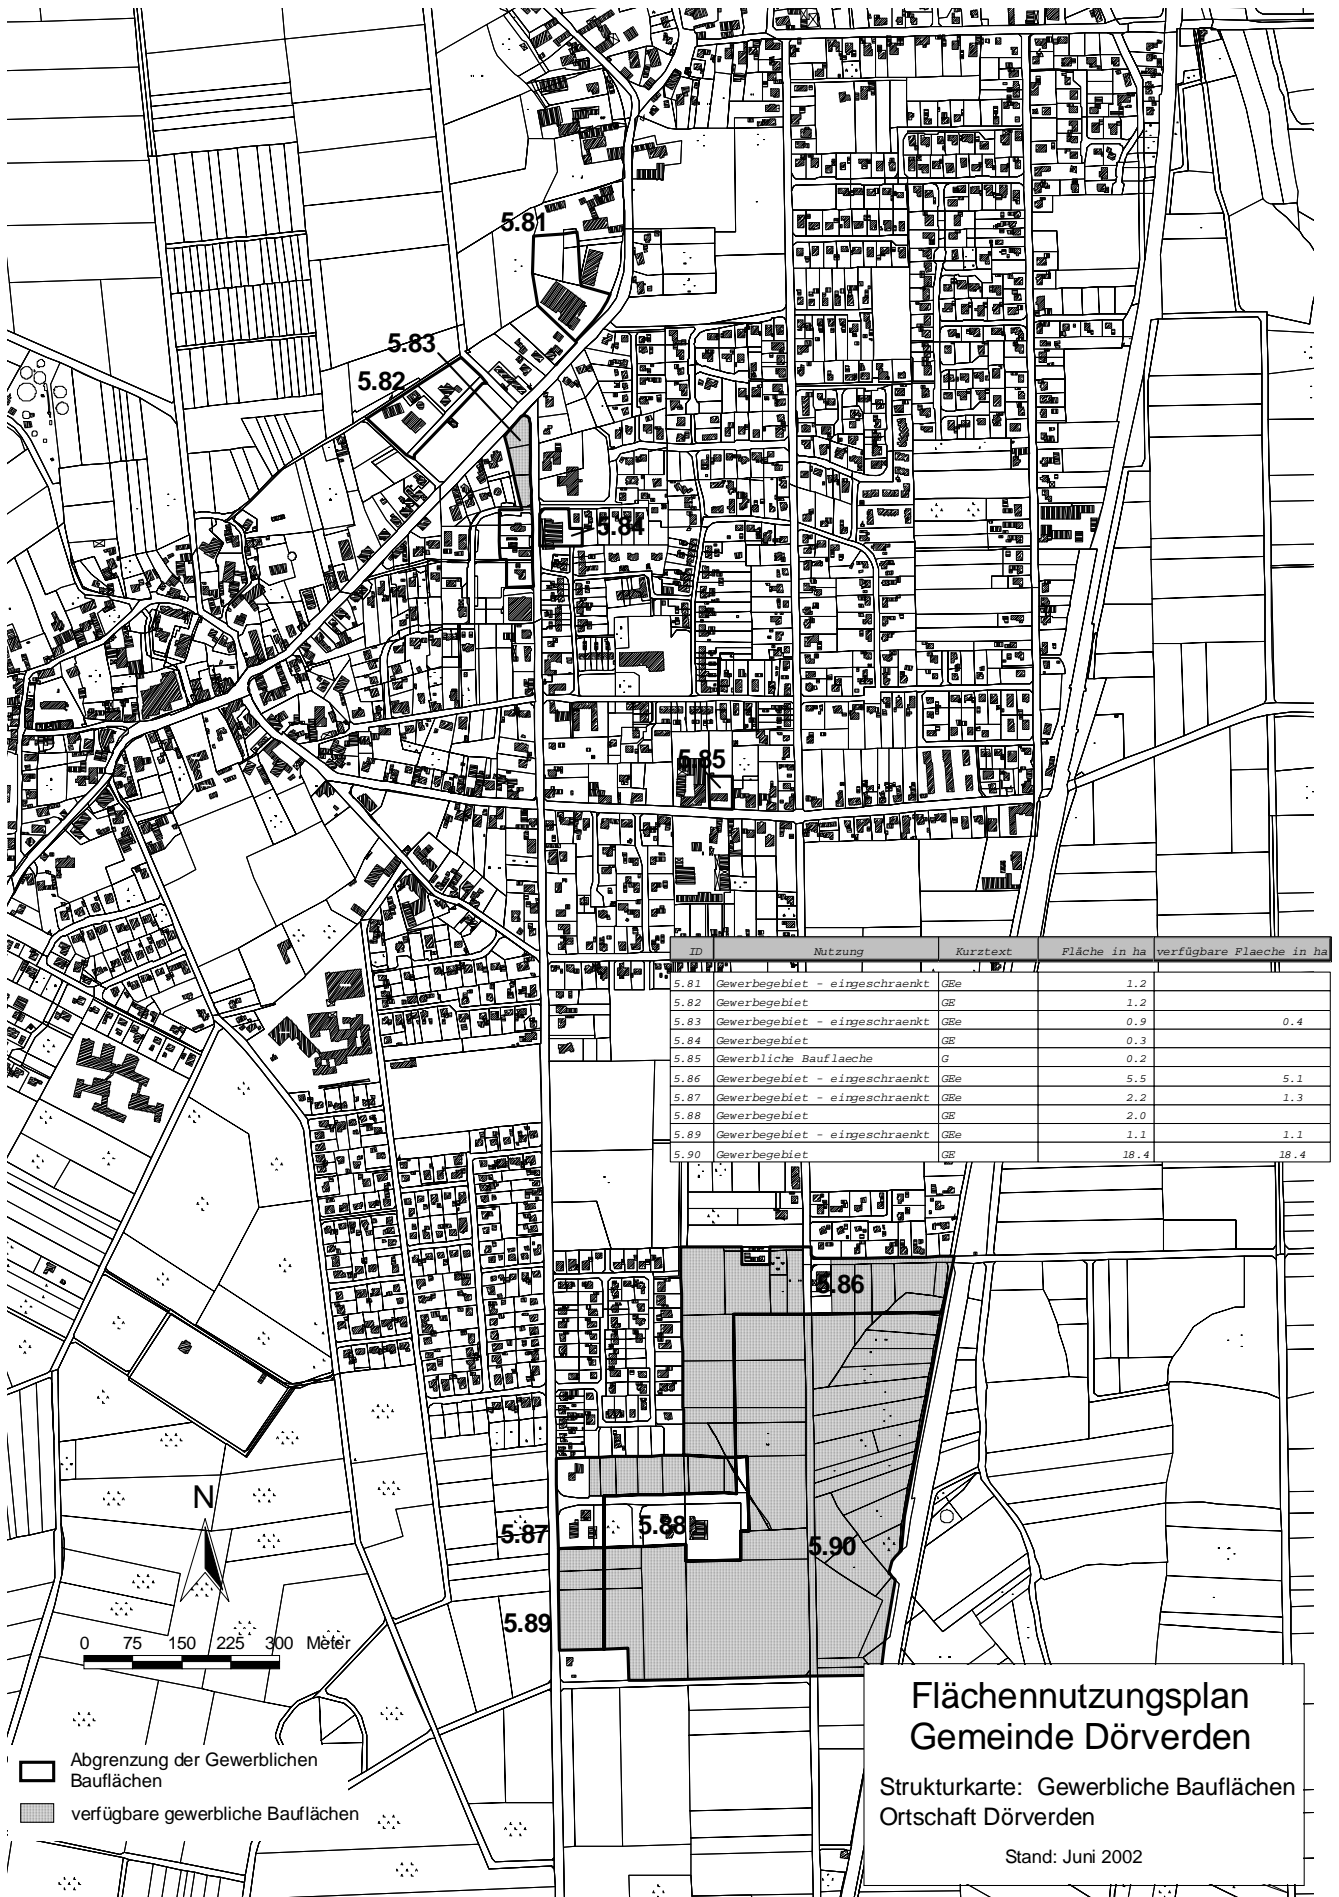 5.81
5.83
5.82
5.84
5.85
ID Nutzung Kurztext Fläche in ha verfügbare Flaeche in ha
5.81 Gewerbegebiet - eingeschraenkt GEe 1.2
5.82 Gewerbegebiet GE 1.2
5.83 Gewerbegebiet - eingeschraenkt GEe 0.9 0.4
5.84 Gewerbegebiet GE 0.3
5.85 Gewerbliche Bauflaeche G 0.2
5.86 Gewerbegebiet - eingeschraenkt GEe 5.5 5.1
5.87 Gewerbegebiet - eingeschraenkt GEe 2.2 1.3
5.88 Gewerbegebiet GE 2.0
5.89 Gewerbegebiet - eingeschraenkt GEe 1.1 1.1
5.90 Gewerbegebiet GE 18.4 18.4
5.86
N
5.87
5.88
5.90
5.89
0 75 150 225 300 Meter
Flächennutzungsplan
Gemeinde Dörverden
Strukturkarte: Gewerbliche Bauflächen
Ortschaft Dörverden
Stand: Juni 2002
Abgrenzung der Gewerblichen
Bauflächen
verfügbare gewerbliche Bauflächen